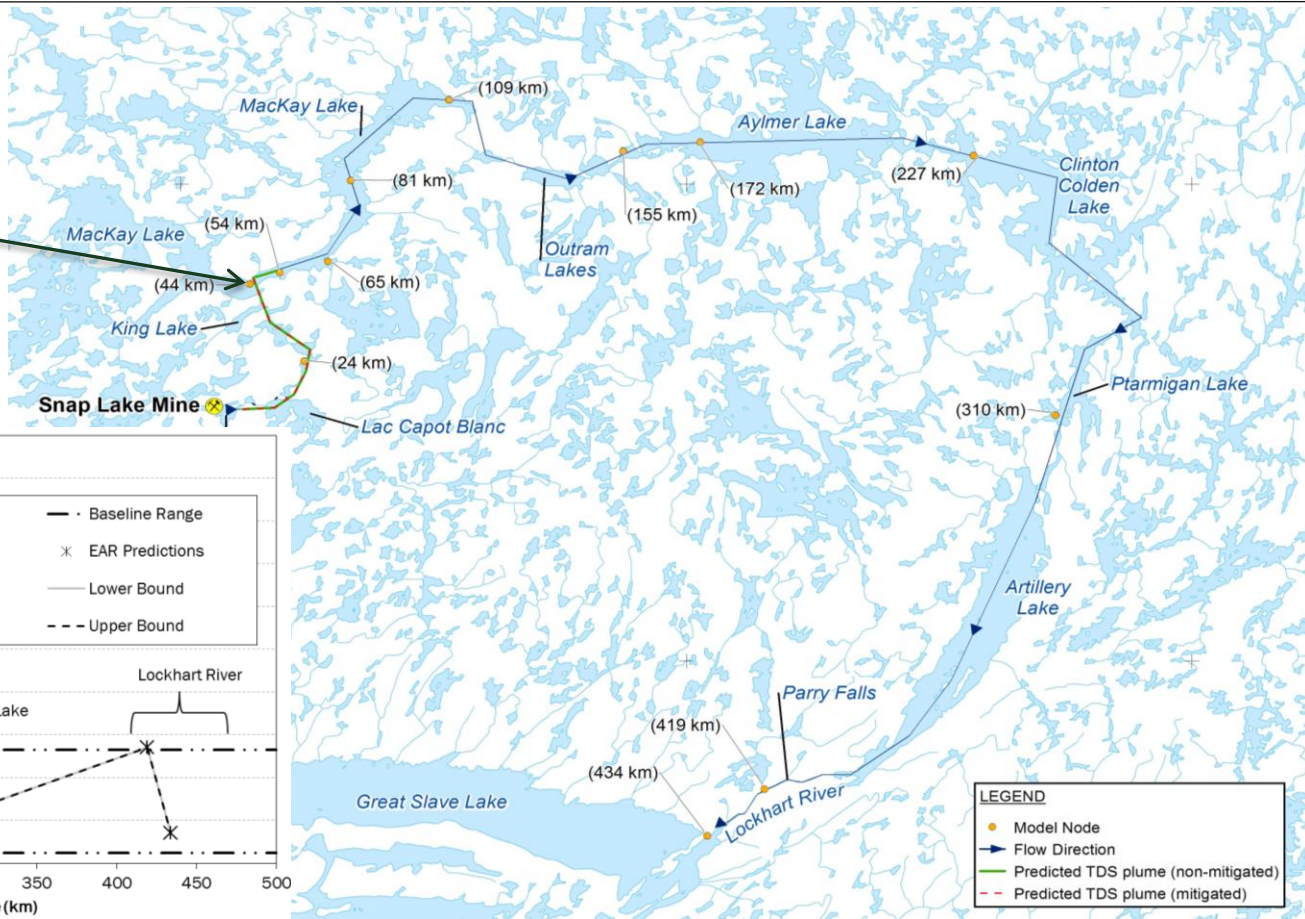 (109 km)
MacKay Lake
Aylmer Lake
(81 km)
(172 km)
(227 km)
Clinton
Colden
Lake
(155 km)
(54 km)
MacKay Lake
Outram
Lakes
(44 km)
(65 km)
King Lake
(24 km)
Ptarmigan Lake
(310 km)
Snap Lake Mine
Lac Capot Blanc
Baseline Range
EAR Predictions
Lower Bound
Upper Bound
Lockhart River
Artillery
Lake
Parry Falls
(419 km)
(434 km)
Great Slave Lake
Lockhart River
350 400 450 500
(km)
LEGEND
Model Node
Flow Direction
Predicted TDS plume (non-mitigated)
Predicted TDS plume (mitigated)